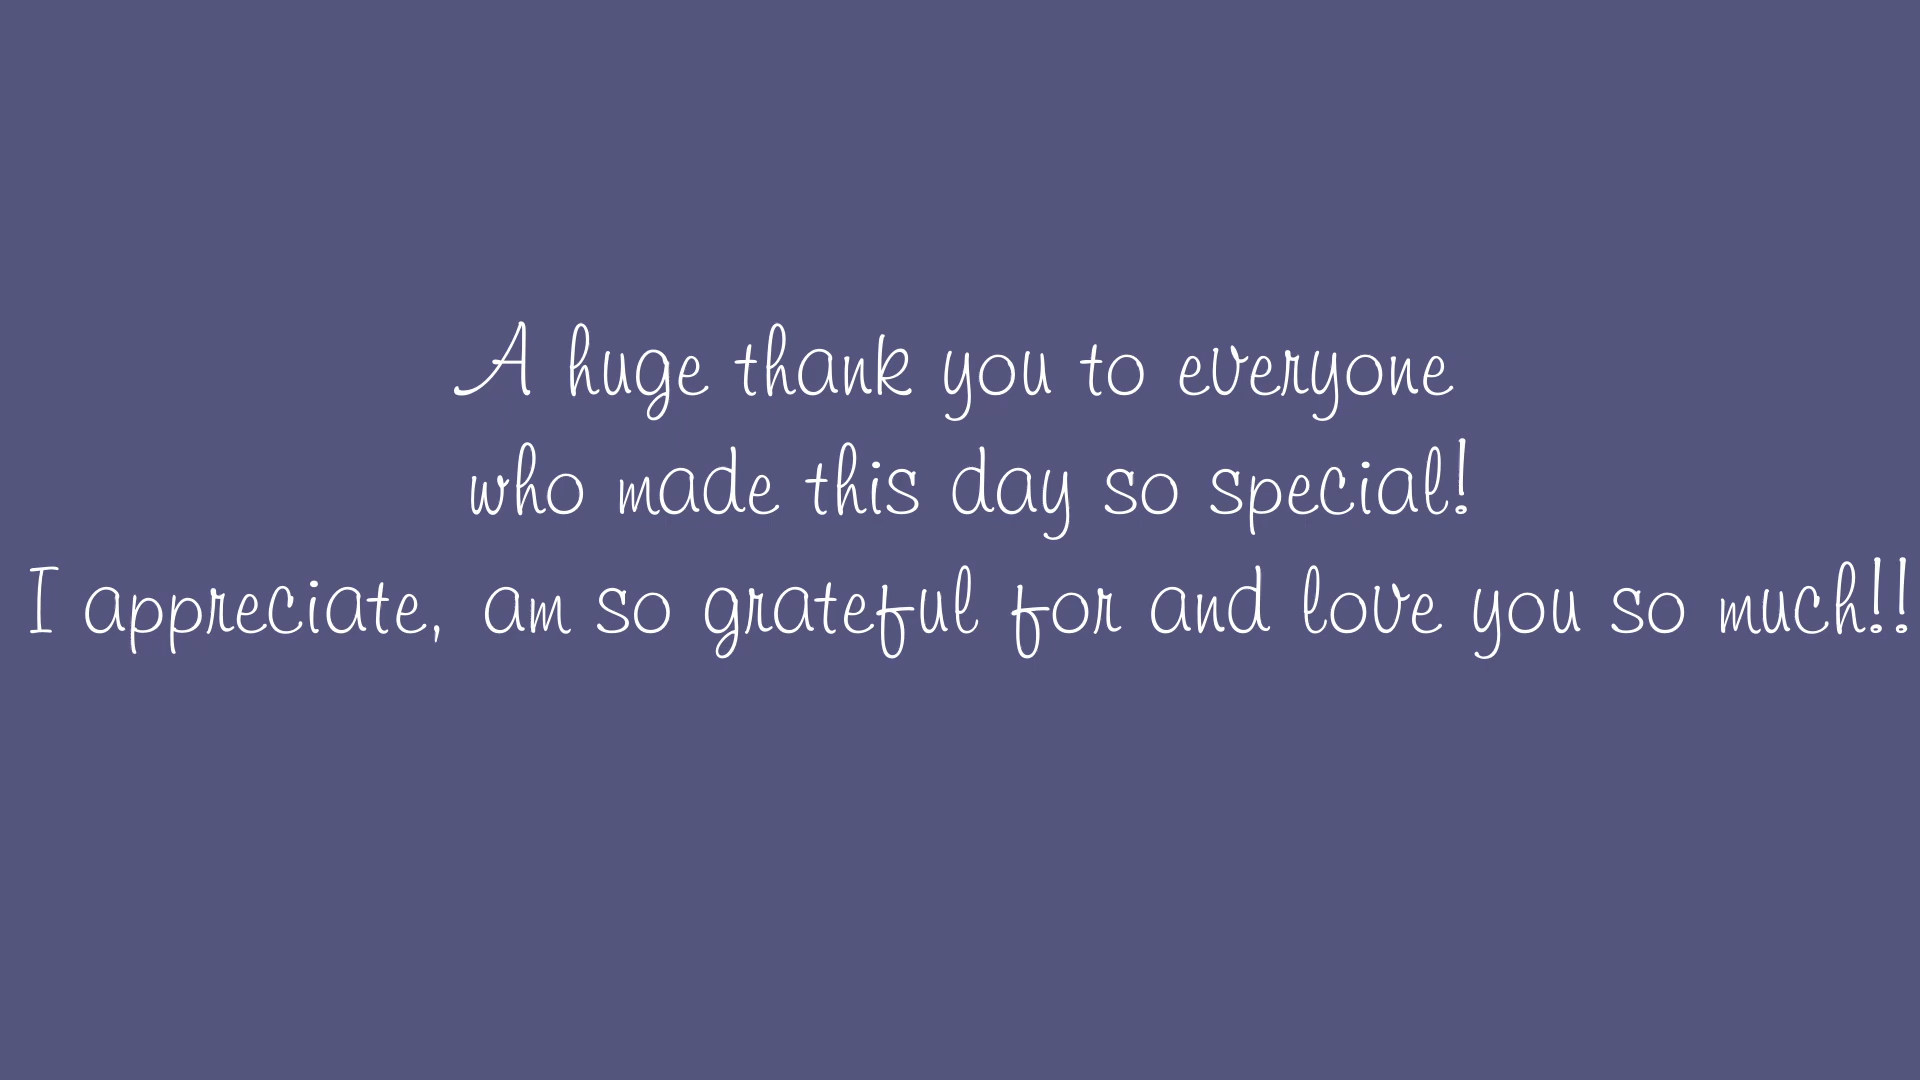 A huge thank you to everyone
who made this day so special!
I appreciate, am so grateful for and love you so much!!